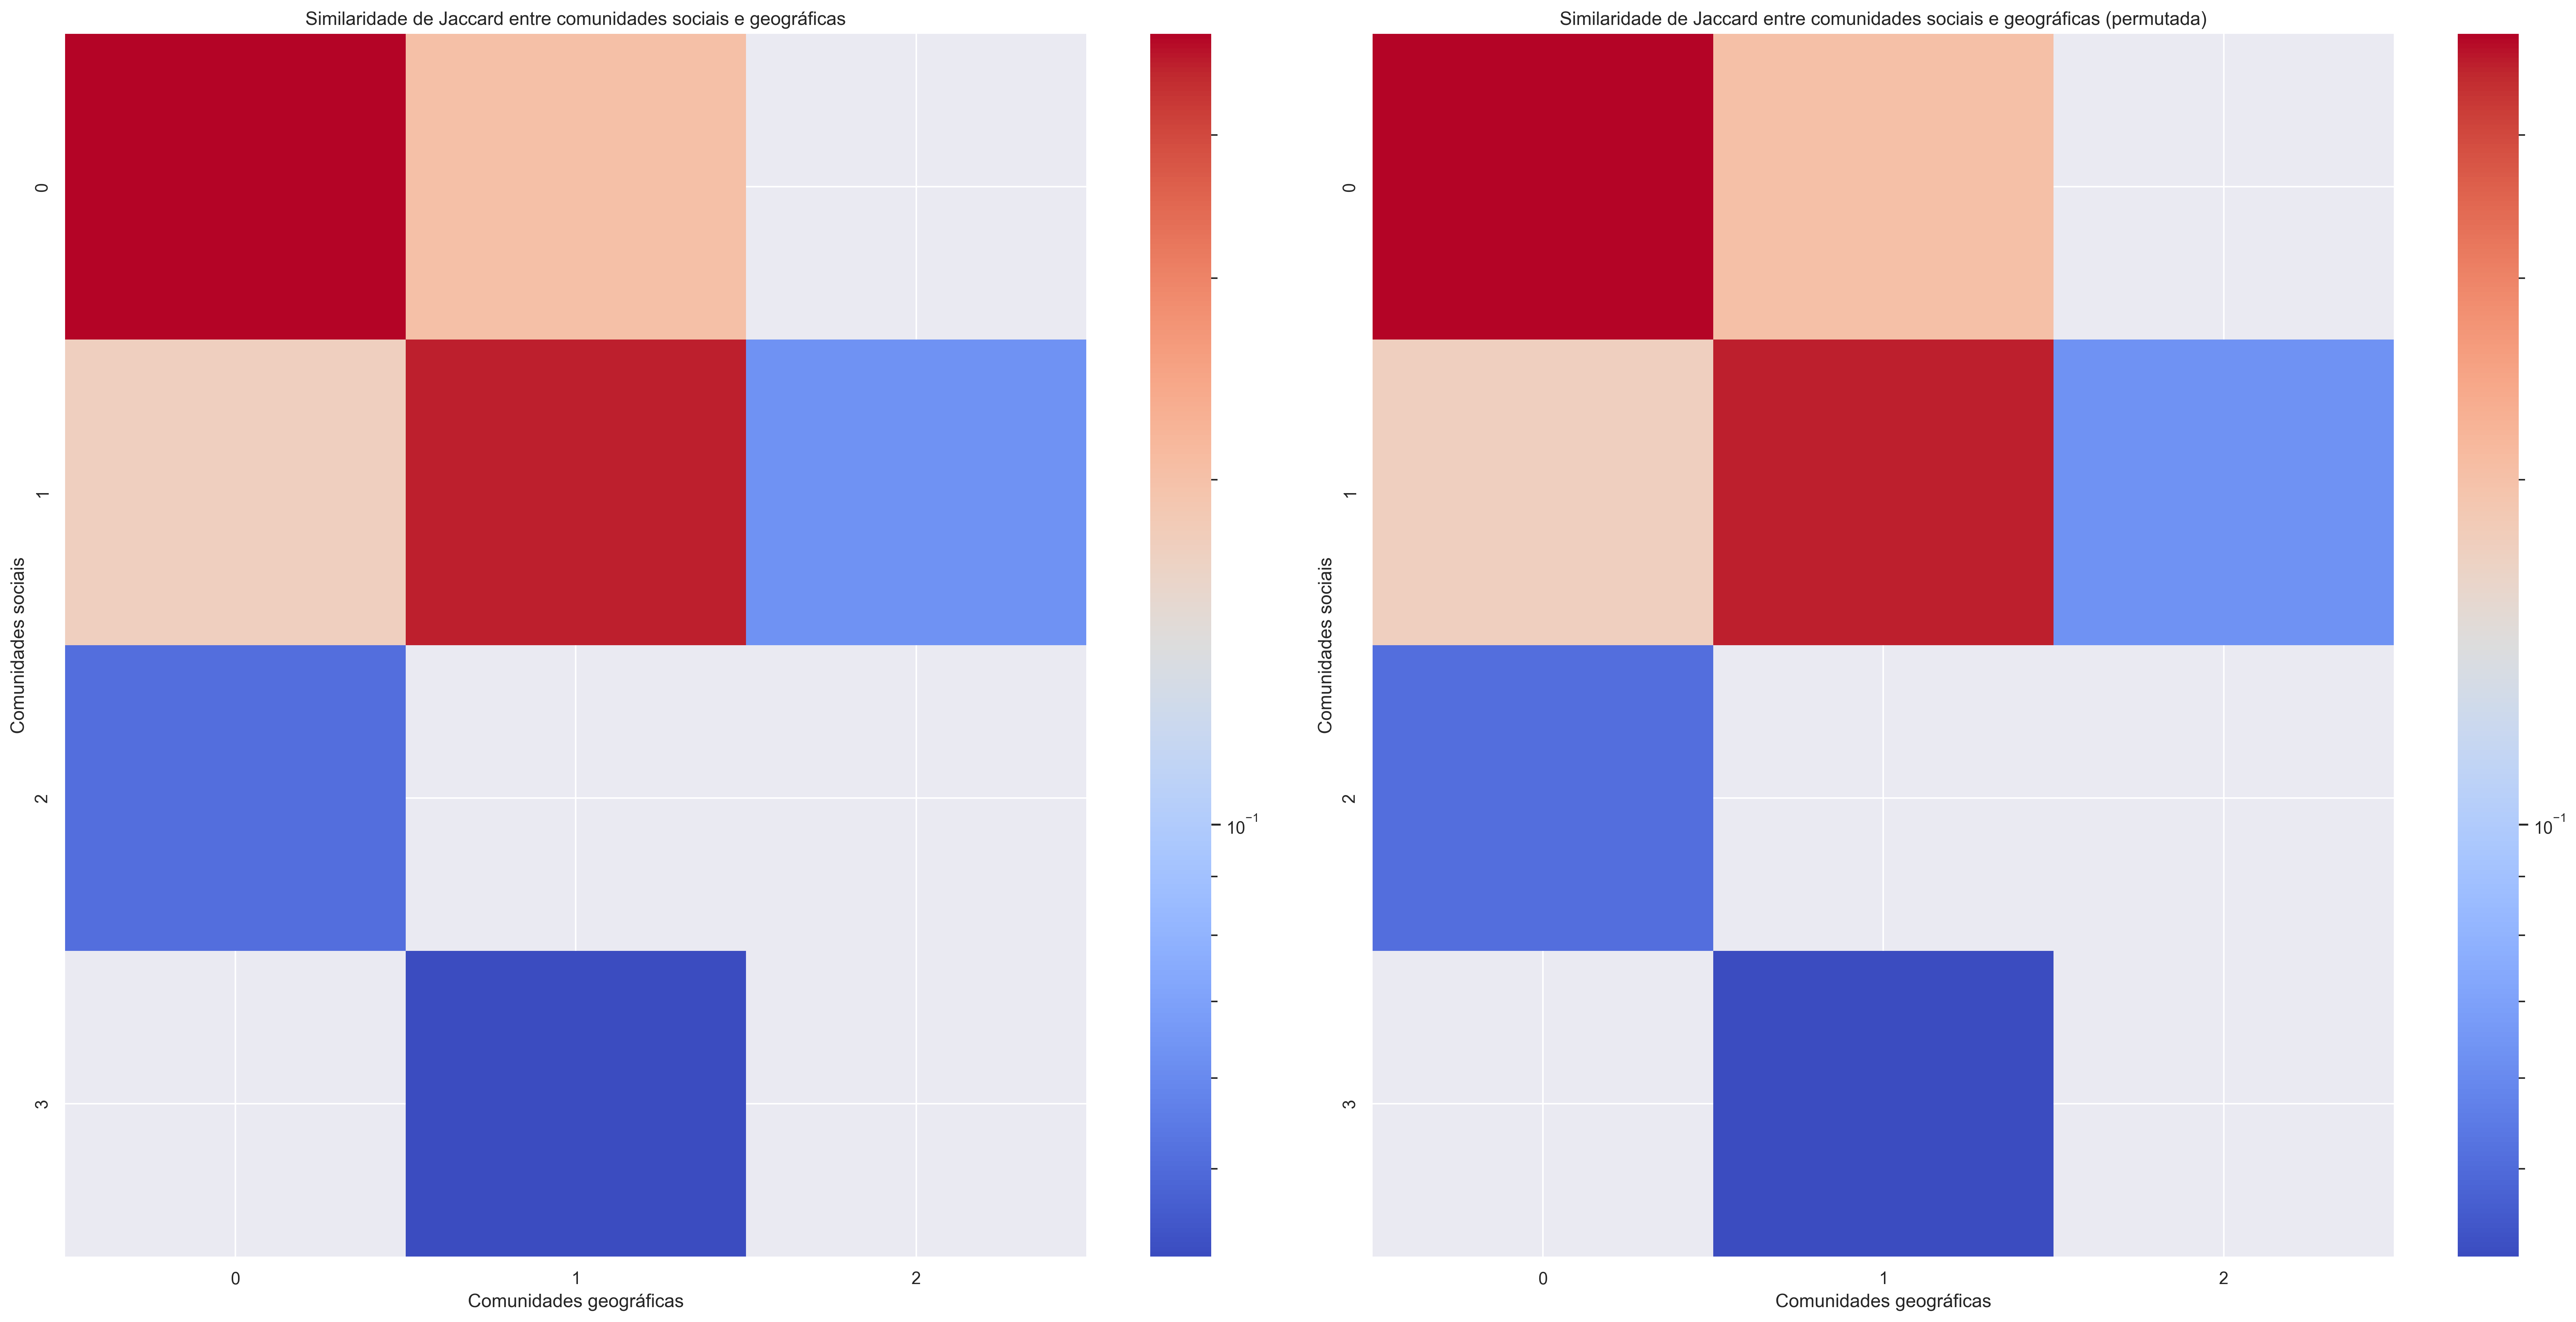 Similaridade de Jaccard entre comunidades sociais e geográficas
Comunidades sociais
0
1
2
3
0 1 2
Comunidades geográficas
10⁻¹
Similaridade de Jaccard entre comunidades sociais e geográficas (permutada)
Comunidades sociais
0
1
2
3
0 1 2
Comunidades geográficas
10⁻¹